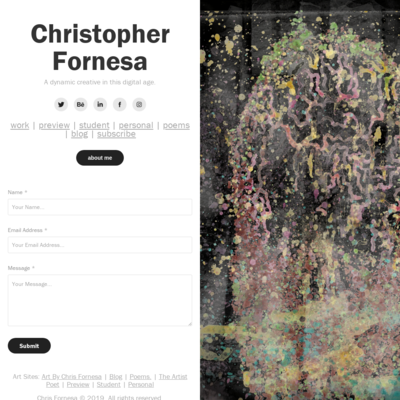 Christopher
Fornesa
A dynamic creative in this digital age.
work | preview | student | personal | poems
| blog | subscribe
about me
Name *
Your Name...
Email Address *
Your Email Address...
Message *
Your Message...
Submit
Art Sites: Art By Chris Fornesa | Blog | Poems. | The Artist
Poet | Preview | Student | Personal
Chris Fornesa © 2019. All rights reserved.